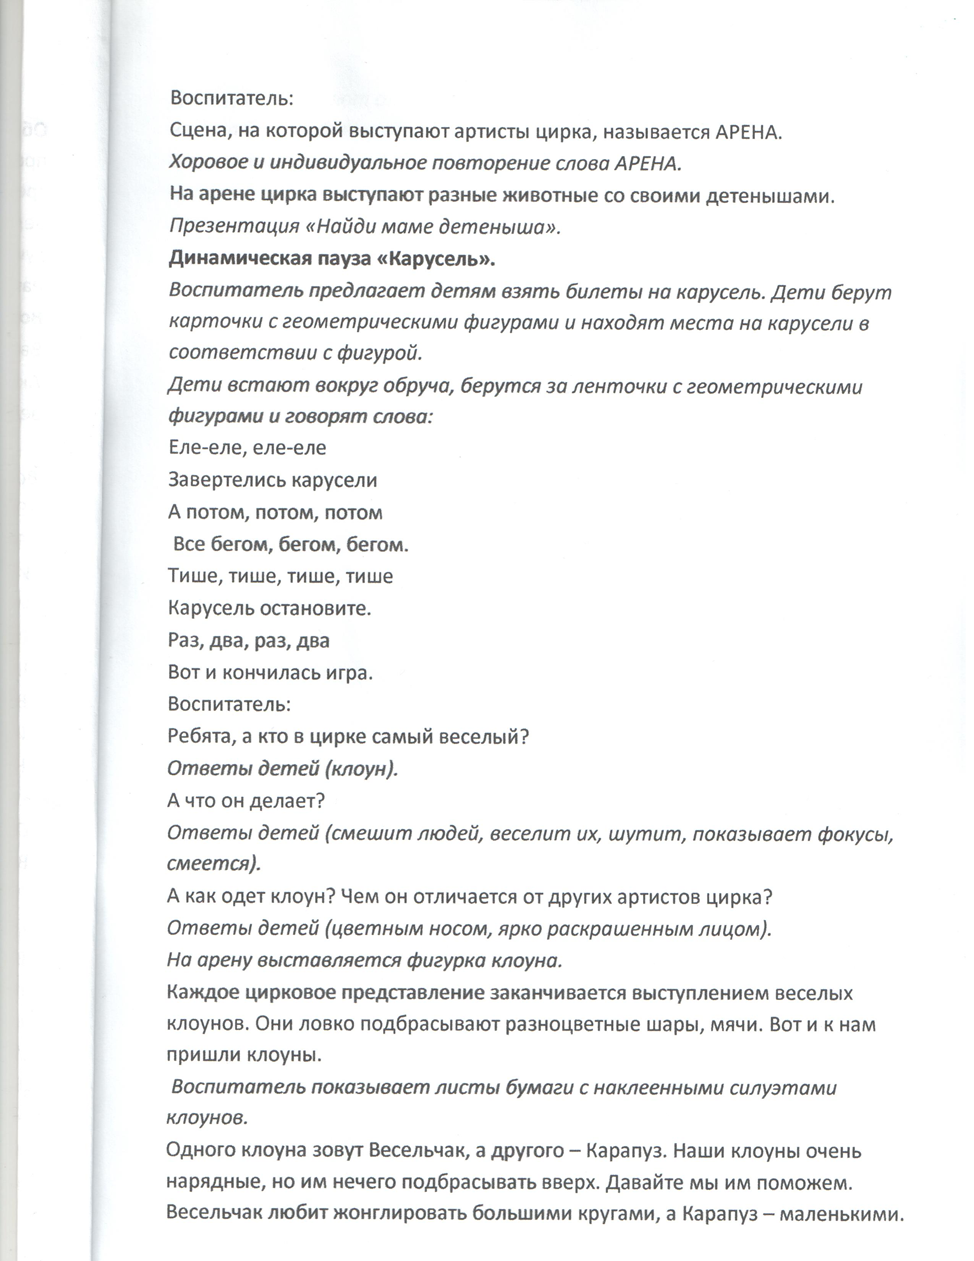 Воспитатель:
Сцена, на которой выступают артисты цирка, называется АРЕНА.
Хоровое и индивидуальное повторение слова АРЕНА.
На арене цирка выступают разные животные со своими детенышами.
Презентация «Найди маме детеныша».
Динамическая пауза «Карусель».
Воспитатель предлагает детям взять билеты на карусель. Дети берут
карточки с геометрическими фигурами и находят места на карусели в
соответствии с фигурой.
Дети встают вокруг обруча, берутся за ленточки с геометрическими
фигурами и говорят слова:
Еле-еле, еле-еле
Завертелись карусели
А потом, потом, потом
Все бегом, бегом, бегом.
Тише, тише, тише, тише
Карусель остановите.
Раз, два, раз, два
Вот и кончилась игра.
Воспитатель:
Ребята, а кто в цирке самый веселый?
Ответы детей (клоун).
А что он делает?
Ответы детей (смешит людей, веселит их, шутит, показывает фокусы,
смеется).
А как одет клоун? Чем он отличается от других артистов цирка?
Ответы детей (цветным носом, ярко раскрашенным лицом).
На арену выставляется фигурка клоуна.
Каждое цирковое представление заканчивается выступлением веселых
клоунов. Они ловко подбрасывают разноцветные шары, мячи. Вот и к нам
пришли клоуны.
Воспитатель показывает листы бумаги с наклеенными силуэтами
клоунов.
Одного клоуна зовут Весельчак, а другого – Карапуз. Наши клоуны очень
нарядные, но им нечего подбрасывать вверх. Давайте мы им поможем.
Весельчак любит жонглировать большими кругами, а Карапуз – маленькими.